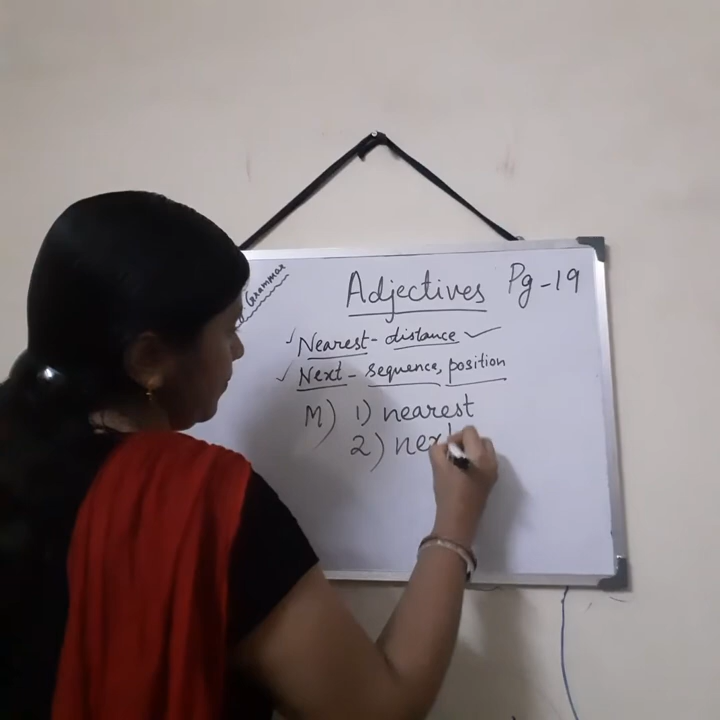 Grammar
Adjectives Pg-19
✓ Nearest - distance ✓
✓ Next - sequence, position
M) 1) nearest
2) next